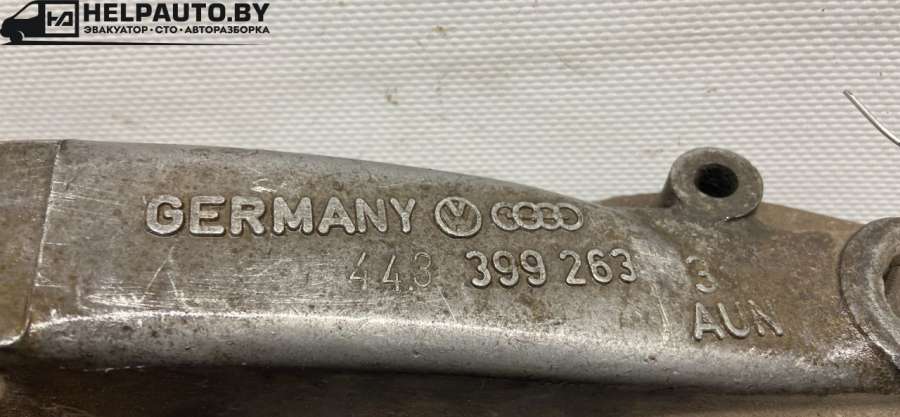 HELPAUTO.BY
ЭВАКУАТОР • СТО • АВТОРАЗБОРКА
GERMANY
443 399 263 3
AUN